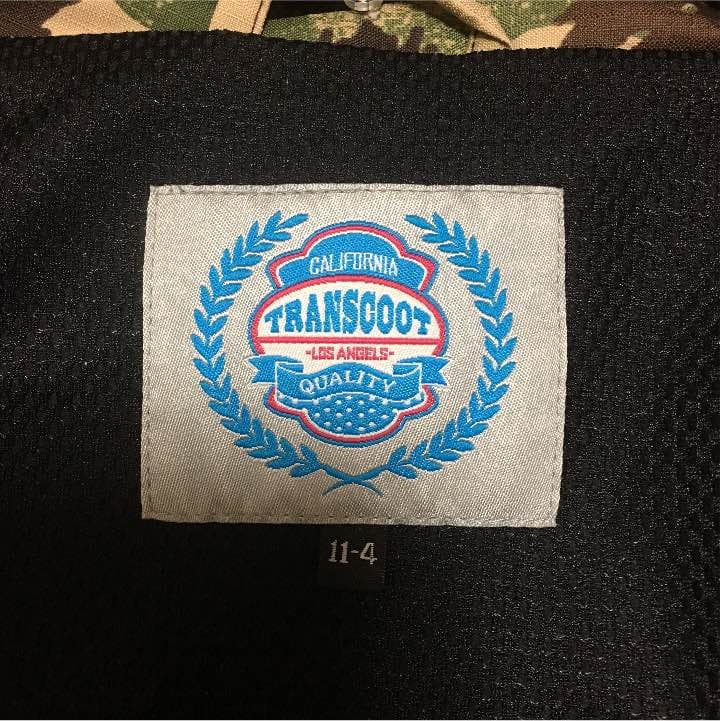 CALIFORNIA
TRANSCOOT
-LOS ANGELS-
QUALITY
11-4